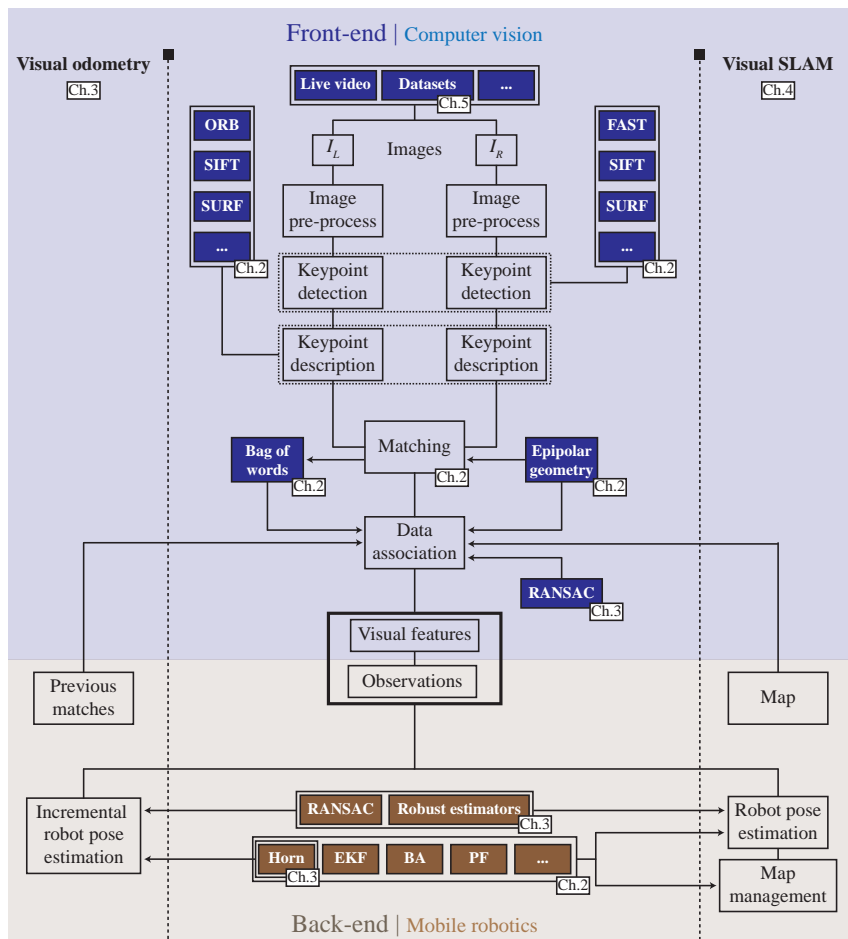 Front-end | Computer vision
Visual odometry
Ch.3
Visual SLAM
Ch.4
Live video
Datasets
...
Ch.5
ORB
SIFT
SURF
...
Ch.2
I_L
Images
I_R
FAST
SIFT
SURF
...
Ch.2
Image
pre-process
Image
pre-process
Keypoint
detection
Keypoint
detection
Keypoint
description
Keypoint
description
Matching
Ch.2
Bag of
words
Ch.2
Epipolar
geometry
Ch.2
Data
association
RANSAC
Ch.3
Visual features
Observations
Previous
matches
Map
Incremental
robot pose
estimation
RANSAC
Robust estimators
Ch.3
Robot pose
estimation
Horn
Ch.3
EKF
BA
PF
...
Ch.2
Map
management
Back-end | Mobile robotics